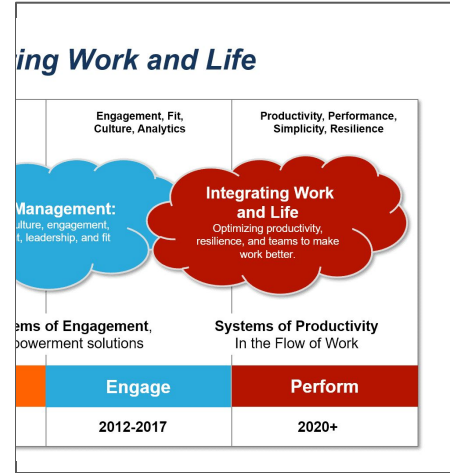 ing Work and Life
Engagement, Fit,
Culture, Analytics
Productivity, Performance,
Simplicity, Resilience
Management:
ulture, engagement,
t, leadership, and fit
Integrating Work
and Life
Optimizing productivity,
resilience, and teams to make
work better.
ems of Engagement,
powerment solutions
Systems of Productivity
In the Flow of Work
Engage
Perform
2012-2017
2020+